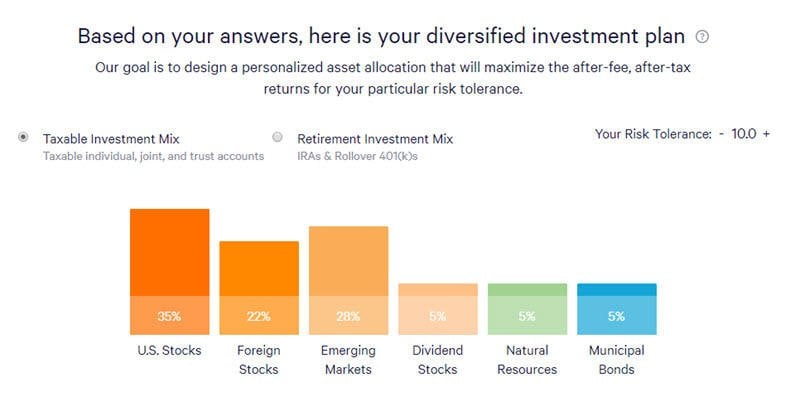 Based on your answers, here is your diversified investment plan ?
Our goal is to design a personalized asset allocation that will maximize the after-fee, after-tax
returns for your particular risk tolerance.
Taxable Investment Mix
Taxable individual, joint, and trust accounts
Retirement Investment Mix
IRAs & Rollover 401(k)s
Your Risk Tolerance: - 10.0 +
35% 22% 28% 5% 5% 5%
U.S. Stocks
Foreign
Stocks
Emerging
Markets
Dividend
Stocks
Natural
Resources
Municipal
Bonds